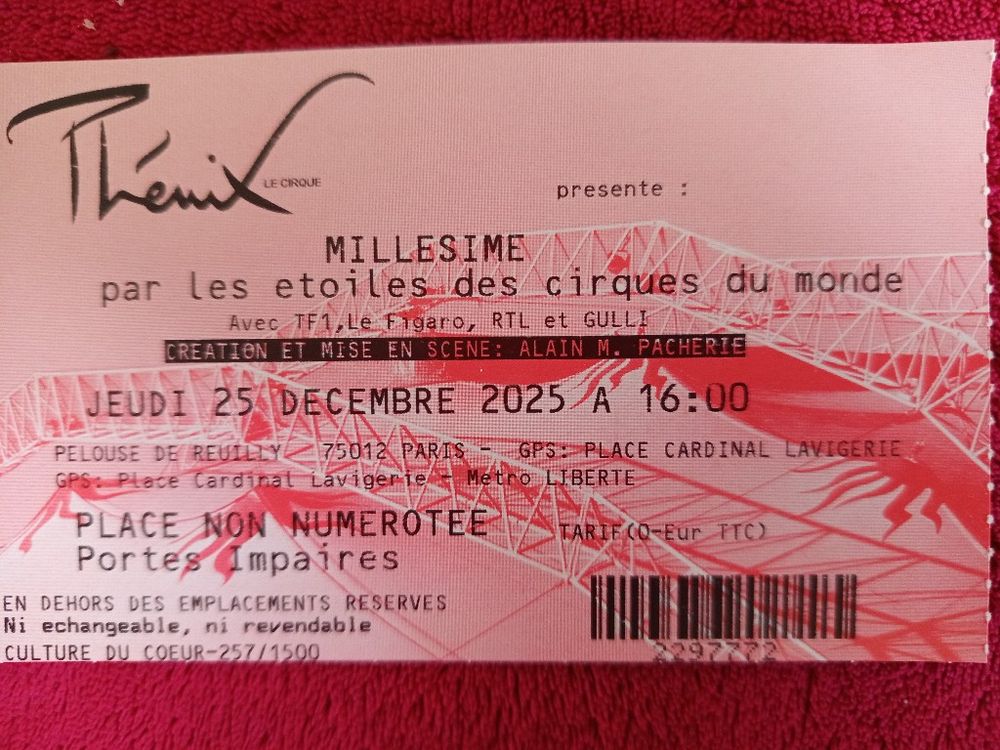 Phénix
LE CIRQUE
presente :
MILLESIME
par les etoiles des cirques du monde
Avec TF1,Le Figaro, RTL et GULLI
CREATION ET MISE EN SCENE: ALAIN M. PACHERIE
JEUDI 25 DECEMBRE 2025 A 16:00
PELOUSE DE REUILLY - 75012 PARIS - GPS: PLACE CARDINAL LAVIGERIE
GPS: Place Cardinal Lavigerie - Metro LIBERTE
PLACE NON NUMEROTEE
TARIF(0-Eur TTC)
Portes Impaires
EN DEHORS DES EMPLACEMENTS RESERVES
Ni echangeable, ni revendable
CULTURE DU COEUR-257/1500
2297772